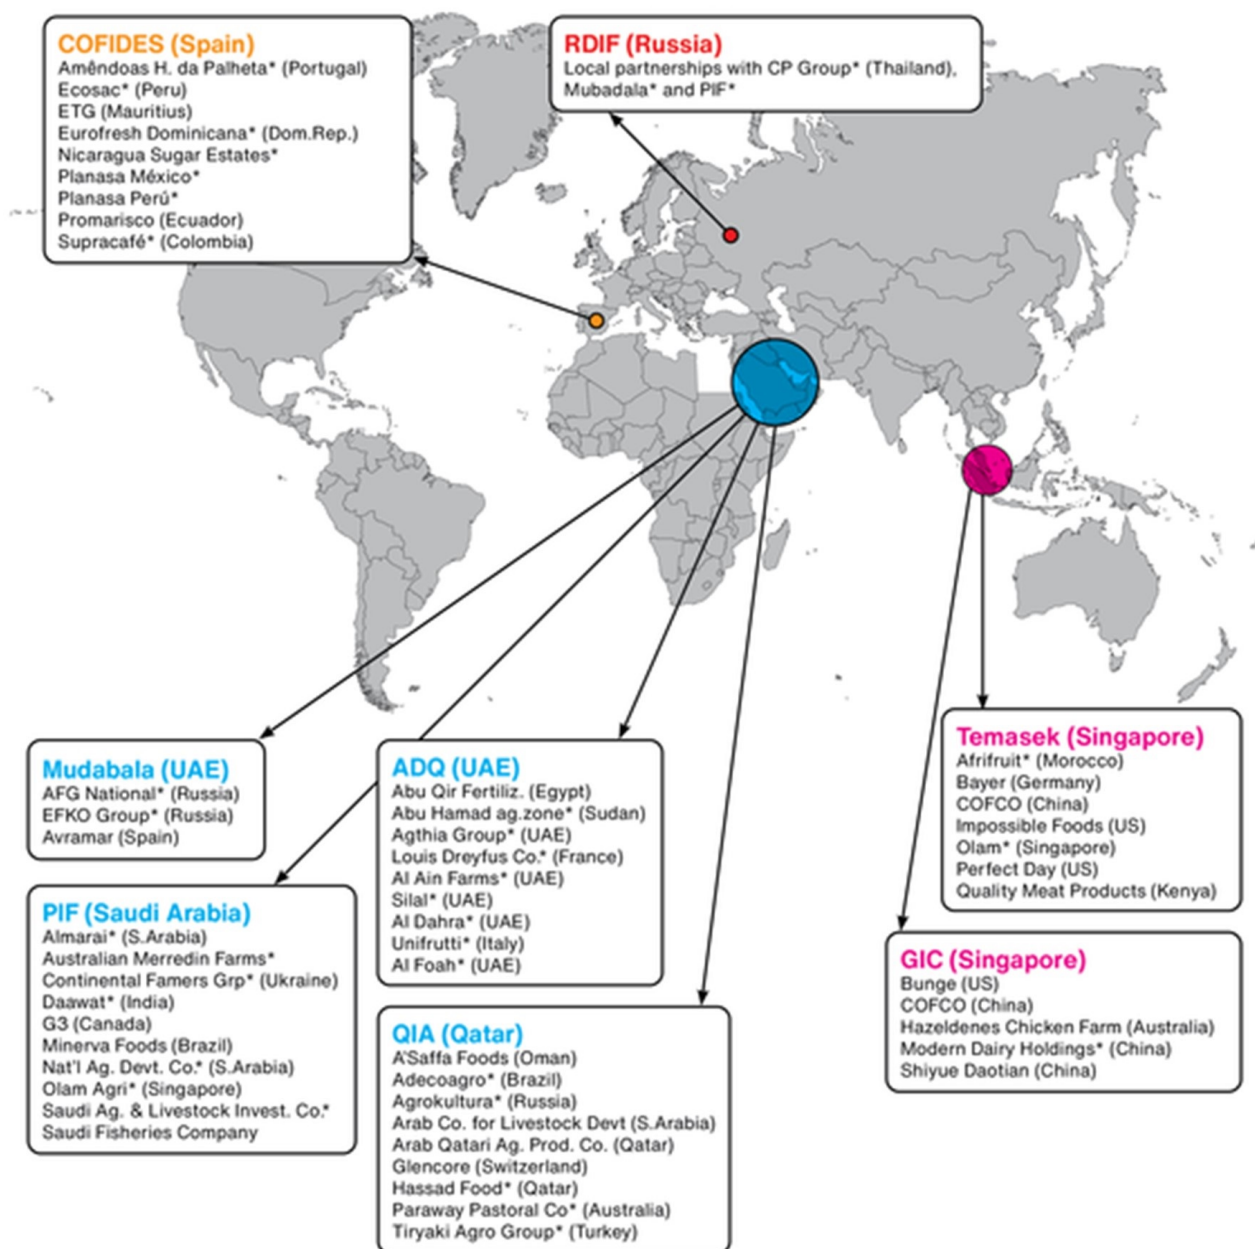 COFIDES (Spain)
Amêndoas H. da Palheta* (Portugal)
Ecosac* (Peru)
ETG (Mauritius)
Eurofresh Dominicana* (Dom.Rep.)
Nicaragua Sugar Estates*
Planasa México*
Planasa Perú*
Promarisco (Ecuador)
Supracafé* (Colombia)
RDIF (Russia)
Local partnerships with CP Group* (Thailand),
Mubadala* and PIF*
Mudabala (UAE)
AFG National* (Russia)
EFKO Group* (Russia)
Avramar (Spain)
PIF (Saudi Arabia)
Almarai* (S.Arabia)
Australian Merredin Farms*
Continental Famers Grp* (Ukraine)
Daawat* (India)
G3 (Canada)
Minerva Foods (Brazil)
Nat'l Ag. Devt. Co.* (S.Arabia)
Olam Agri* (Singapore)
Saudi Ag. & Livestock Invest. Co.*
Saudi Fisheries Company
ADQ (UAE)
Abu Qir Fertiliz. (Egypt)
Abu Hamad ag.zone* (Sudan)
Agthia Group* (UAE)
Louis Dreyfus Co.* (France)
Al Ain Farms* (UAE)
Silal* (UAE)
Al Dahra* (UAE)
Unifrutti* (Italy)
Al Foah* (UAE)
QIA (Qatar)
A'Saffa Foods (Oman)
Adecoagro* (Brazil)
Agrokultura* (Russia)
Arab Co. for Livestock Devt (S.Arabia)
Arab Qatari Ag. Prod. Co. (Qatar)
Glencore (Switzerland)
Hassad Food* (Qatar)
Paraway Pastoral Co* (Australia)
Tiryaki Agro Group* (Turkey)
Temasek (Singapore)
Afrifruit* (Morocco)
Bayer (Germany)
COFCO (China)
Impossible Foods (US)
Olam* (Singapore)
Perfect Day (US)
Quality Meat Products (Kenya)
GIC (Singapore)
Bunge (US)
COFCO (China)
Hazeldenes Chicken Farm (Australia)
Modern Dairy Holdings* (China)
Shiyue Daotian (China)